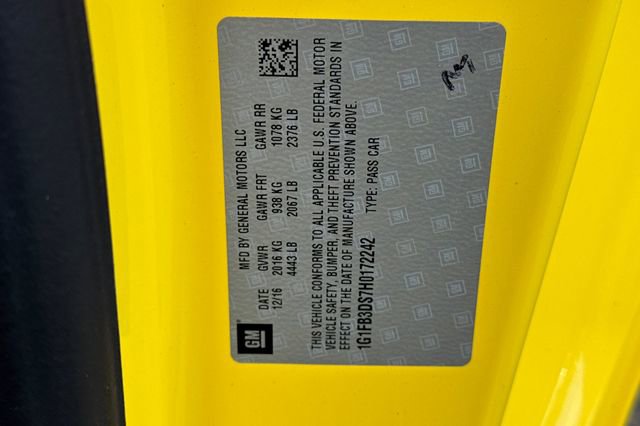 GM
MFD BY GENERAL MOTORS LLC
DATE GVWR GAWR FRT GAWR RR
12/16 2016 KG 938 KG 1078 KG
4443 LB 2067 LB 2376 LB
THIS VEHICLE CONFORMS TO ALL APPLICABLE U.S. FEDERAL MOTOR
VEHICLE SAFETY, BUMPER, AND THEFT PREVENTION STANDARDS IN
EFFECT ON THE DATE OF MANUFACTURE SHOWN ABOVE.
1G1FB3DS7H0172242 TYPE: PASS CAR